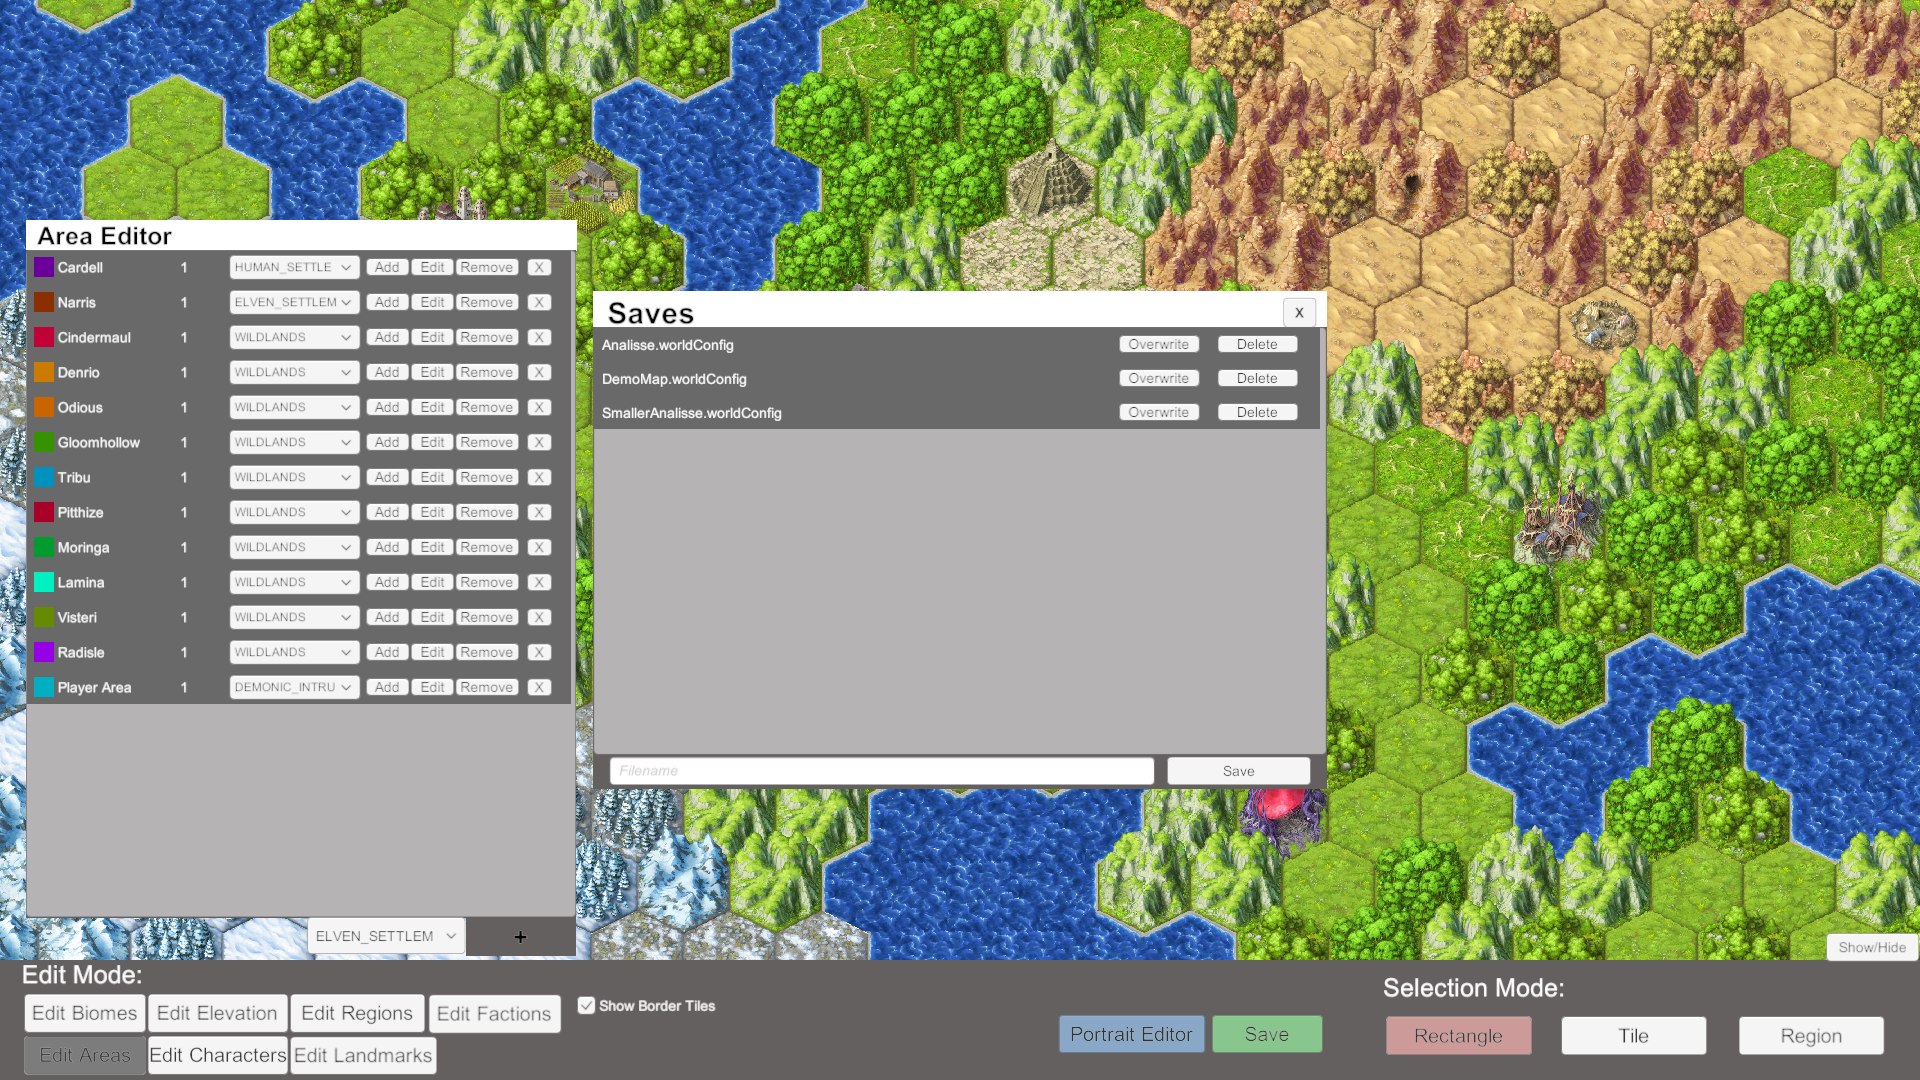 Area Editor
Cardell 1 HUMAN_SETTLE Add Edit Remove X
Narris 1 ELVEN_SETTLEM Add Edit Remove X
Cindermaul 1 WILDLANDS Add Edit Remove X
Denrio 1 WILDLANDS Add Edit Remove X
Odious 1 WILDLANDS Add Edit Remove X
Gloomhollow 1 WILDLANDS Add Edit Remove X
Tribu 1 WILDLANDS Add Edit Remove X
Pitthize 1 WILDLANDS Add Edit Remove X
Moringa 1 WILDLANDS Add Edit Remove X
Lamina 1 WILDLANDS Add Edit Remove X
Visteri 1 WILDLANDS Add Edit Remove X
Radisle 1 WILDLANDS Add Edit Remove X
Player Area 1 DEMONIC_INTRU Add Edit Remove X
ELVEN_SETTLEM +
Saves X
Analisse.worldConfig Overwrite Delete
DemoMap.worldConfig Overwrite Delete
SmallerAnalisse.worldConfig Overwrite Delete
Filename Save
Show/Hide
Edit Mode:
Edit Biomes Edit Elevation Edit Regions Edit Factions
Edit Areas Edit Characters Edit Landmarks
Show Border Tiles
Portrait Editor Save
Selection Mode:
Rectangle Tile Region